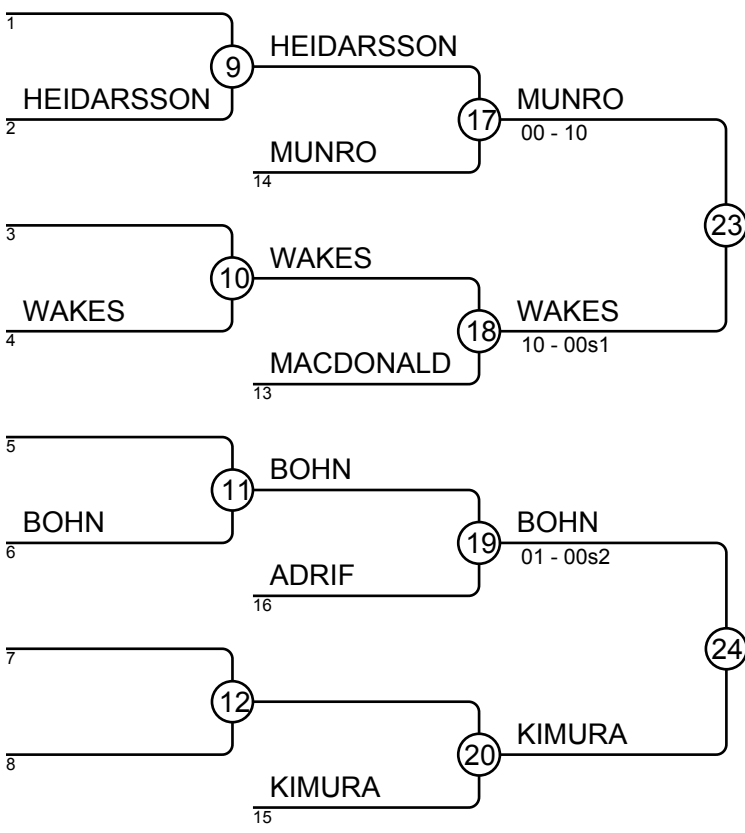 1
9
HEIDARSSON
HEIDARSSON
2
17
MUNRO
00 - 10
MUNRO
14
3
23
10
WAKES
WAKES
4
18
WAKES
10 - 00s1
MACDONALD
13
5
11
BOHN
BOHN
6
19
BOHN
01 - 00s2
ADRIF
16
7
24
12
8
20
KIMURA
KIMURA
15